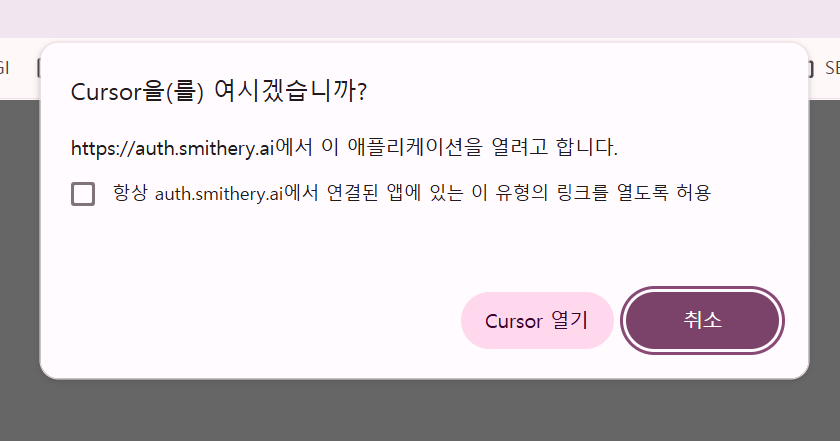 GI
SE
Cursor을(를) 여시겠습니까?
https://auth.smithery.ai에서 이 애플리케이션을 열려고 합니다.
항상 auth.smithery.ai에서 연결된 앱에 있는 이 유형의 링크를 열도록 허용
Cursor 열기
취소